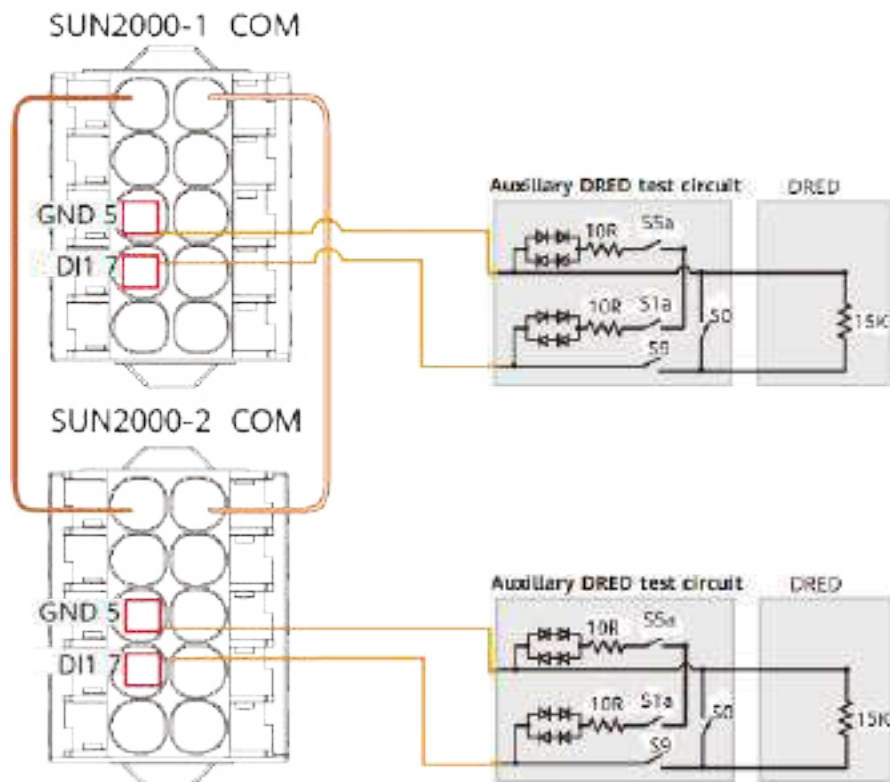 SUN2000-1 COM
GND 5
DI1 7
Auxiliary DRED test circuit
DRED
10R
S5a
10R
S1a
S0
S9
15K
SUN2000-2 COM
GND 5
DI1 7
Auxiliary DRED test circuit
DRED
10R
S5a
10R
S1a
S0
S9
15K